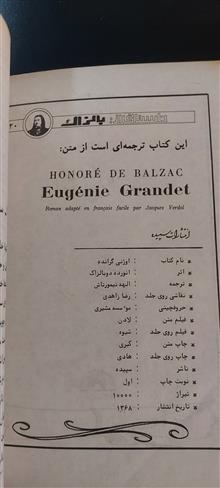 بالزاک
این کتاب ترجمه‌ای است از متن:
HONORÉ DE BALZAC
Eugénie Grandet
Roman adapté en français facile par Jacques Verdol
انتشارات سپیده
نام کتاب : اوژنی گرانده
اثر : انوره دوبالزاک
ترجمه : الهه تیمورتاش
نقاشی روی جلد : رضا زاهدی
حروفچینی : موسسه مشیری
فیلم متن : لادن
فیلم روی جلد : شیوه
چاپ متن : کبری
چاپ روی جلد : هادی
ناشر : سپیده
نوبت چاپ : اول
تیراژ : ۱۰۰۰۰
تاریخ انتشار : ۱۳۶۸